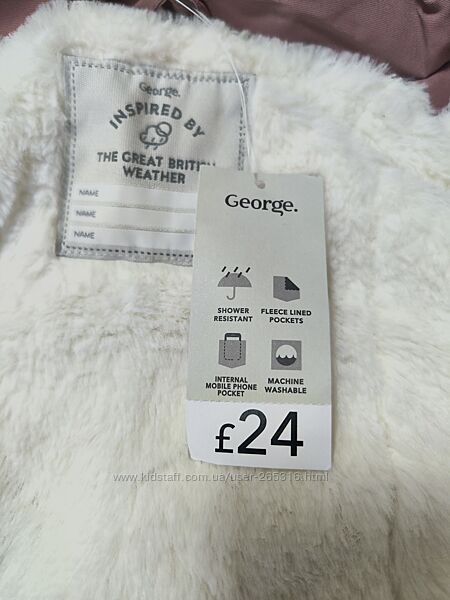 George.
INSPIRED BY
THE GREAT BRITISH
WEATHER
NAME
NAME
NAME
George.
SHOWER
RESISTANT
FLEECE LINED
POCKETS
INTERNAL
MOBILE PHONE
POCKET
MACHINE
WASHABLE
£24
www.kidstaff.com.ua/user-265316.html